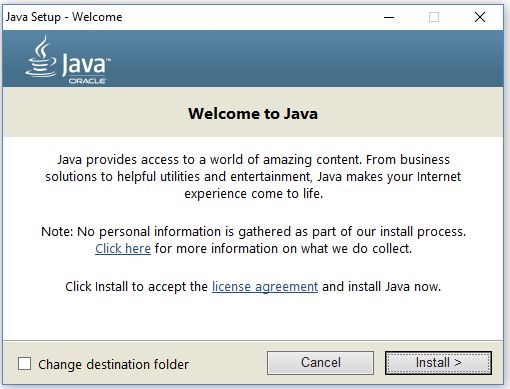 Java Setup - Welcome
Java™
ORACLE
Welcome to Java
Java provides access to a world of amazing content. From business
solutions to helpful utilities and entertainment, Java makes your Internet
experience come to life.
Note: No personal information is gathered as part of our install process.
Click here for more information on what we do collect.
Click Install to accept the license agreement and install Java now.
Change destination folder
Cancel
Install >